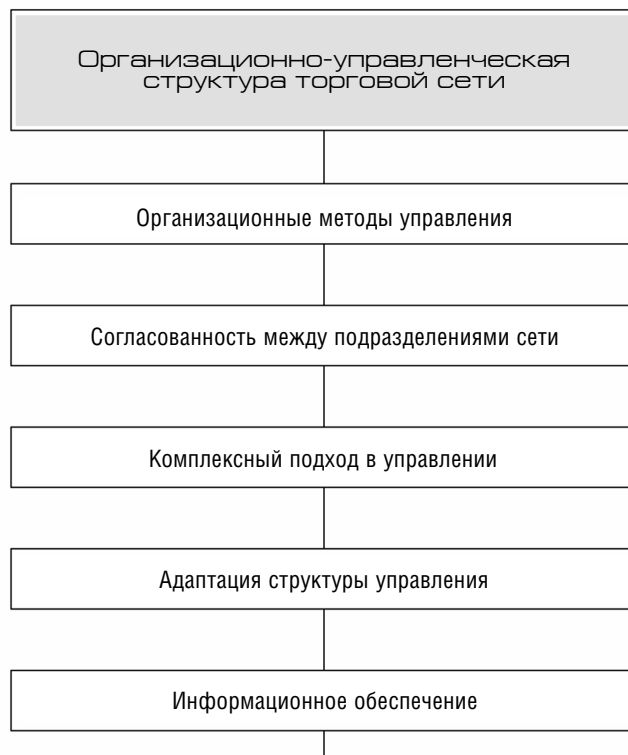 Организационно-управленческая
структура торговой сети
Организационные методы управления
Согласованность между подразделениями сети
Комплексный подход в управлении
Адаптация структуры управления
Информационное обеспечение